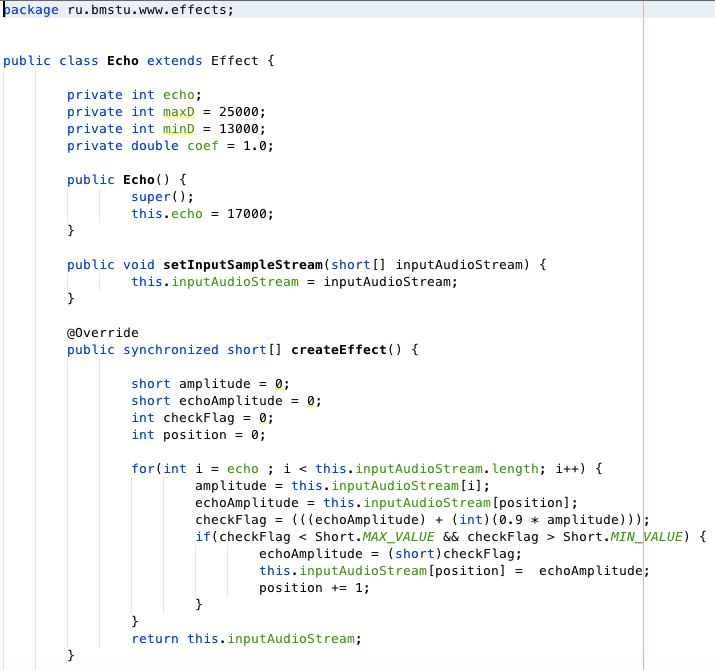 package ru.bmstu.www.effects;
public class Echo extends Effect {
private int echo;
private int maxD = 25000;
private int minD = 13000;
private double coef = 1.0;
public Echo() {
super();
this.echo = 17000;
}
public void setInputSampleStream(short[] inputAudioStream) {
this.inputAudioStream = inputAudioStream;
}
@Override
public synchronized short[] createEffect() {
short amplitude = 0;
short echoAmplitude = 0;
int checkFlag = 0;
int position = 0;
for(int i = echo ; i < this.inputAudioStream.length; i++) {
amplitude = this.inputAudioStream[i];
echoAmplitude = this.inputAudioStream[position];
checkFlag = (((echoAmplitude) + (int)(0.9 * amplitude)));
if(checkFlag < Short.MAX_VALUE && checkFlag > Short.MIN_VALUE) {
echoAmplitude = (short)checkFlag;
this.inputAudioStream[position] =  echoAmplitude;
position += 1;
}
}
return this.inputAudioStream;
}